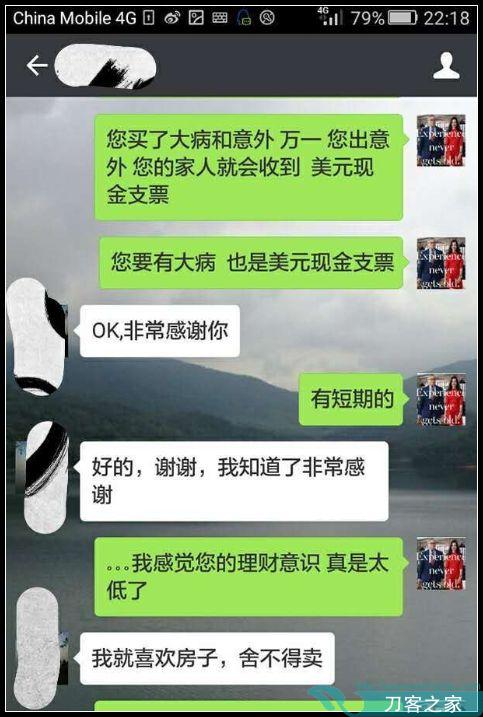 China Mobile 4G 4G 79% 22:18
您买了大病和意外 万一 您出意
外 您的家人就会收到 美元现
金支票
Experience
never
gets old.
您要有大病 也是美元现金支票
Experience
never
gets old.
OK,非常感谢你
有短期的
Experience
never
gets old.
好的，谢谢，我知道了非常感
谢
...我感觉您的理财意识 真是太
低了
Experience
never
gets old.
我就喜欢房子，舍不得卖
刀客之家